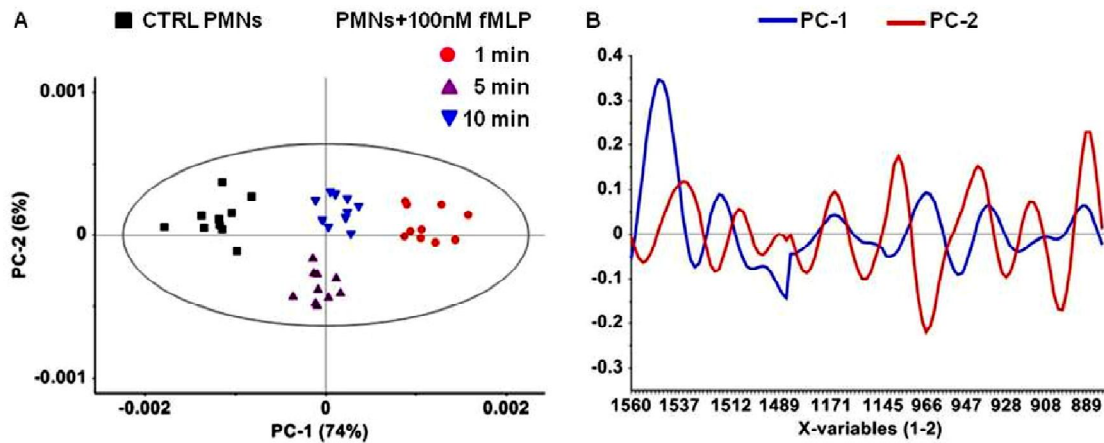 A
CTRL PMNs
PMNs+100nM fMLP
1 min
5 min
10 min
0.001
0
-0.001
PC-2 (6%)
-0.002
0
0.002
PC-1 (74%)
B
PC-1
PC-2
0.4
0.3
0.2
0.1
0
-0.1
-0.2
-0.3
1560 1537 1512 1489 1171 1145 966 947 928 908 889
X-variables (1-2)